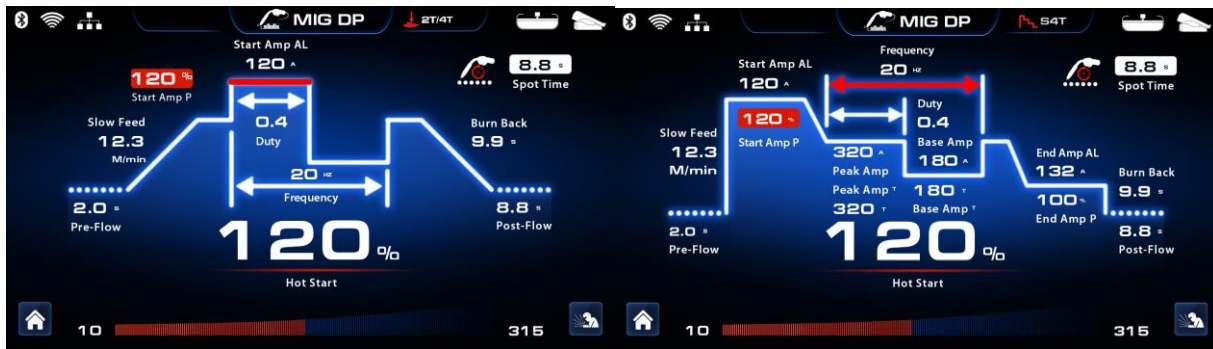 MIG DP
2T/4T
Start Amp AL
120 A
120 %
Start Amp P
8.8 s
Spot Time
Slow Feed
12.3
M/min
0.4
Duty
Burn Back
9.9 s
20 HZ
Frequency
2.0 s
Pre-Flow
8.8 s
Post-Flow
120 %
Hot Start
10
315
MIG DP
S4T
Frequency
20 HZ
Start Amp AL
120 A
8.8 s
Spot Time
120 %
Start Amp P
Duty
0.4
Slow Feed
12.3
M/min
320 A
Peak Amp
Base Amp
180 A
Peak Amp T
320 T
180 T
Base Amp T
End Amp AL
132 A
100 %
End Amp P
Burn Back
9.9 s
2.0 s
Pre-Flow
8.8 s
Post-Flow
120 %
Hot Start
10
315